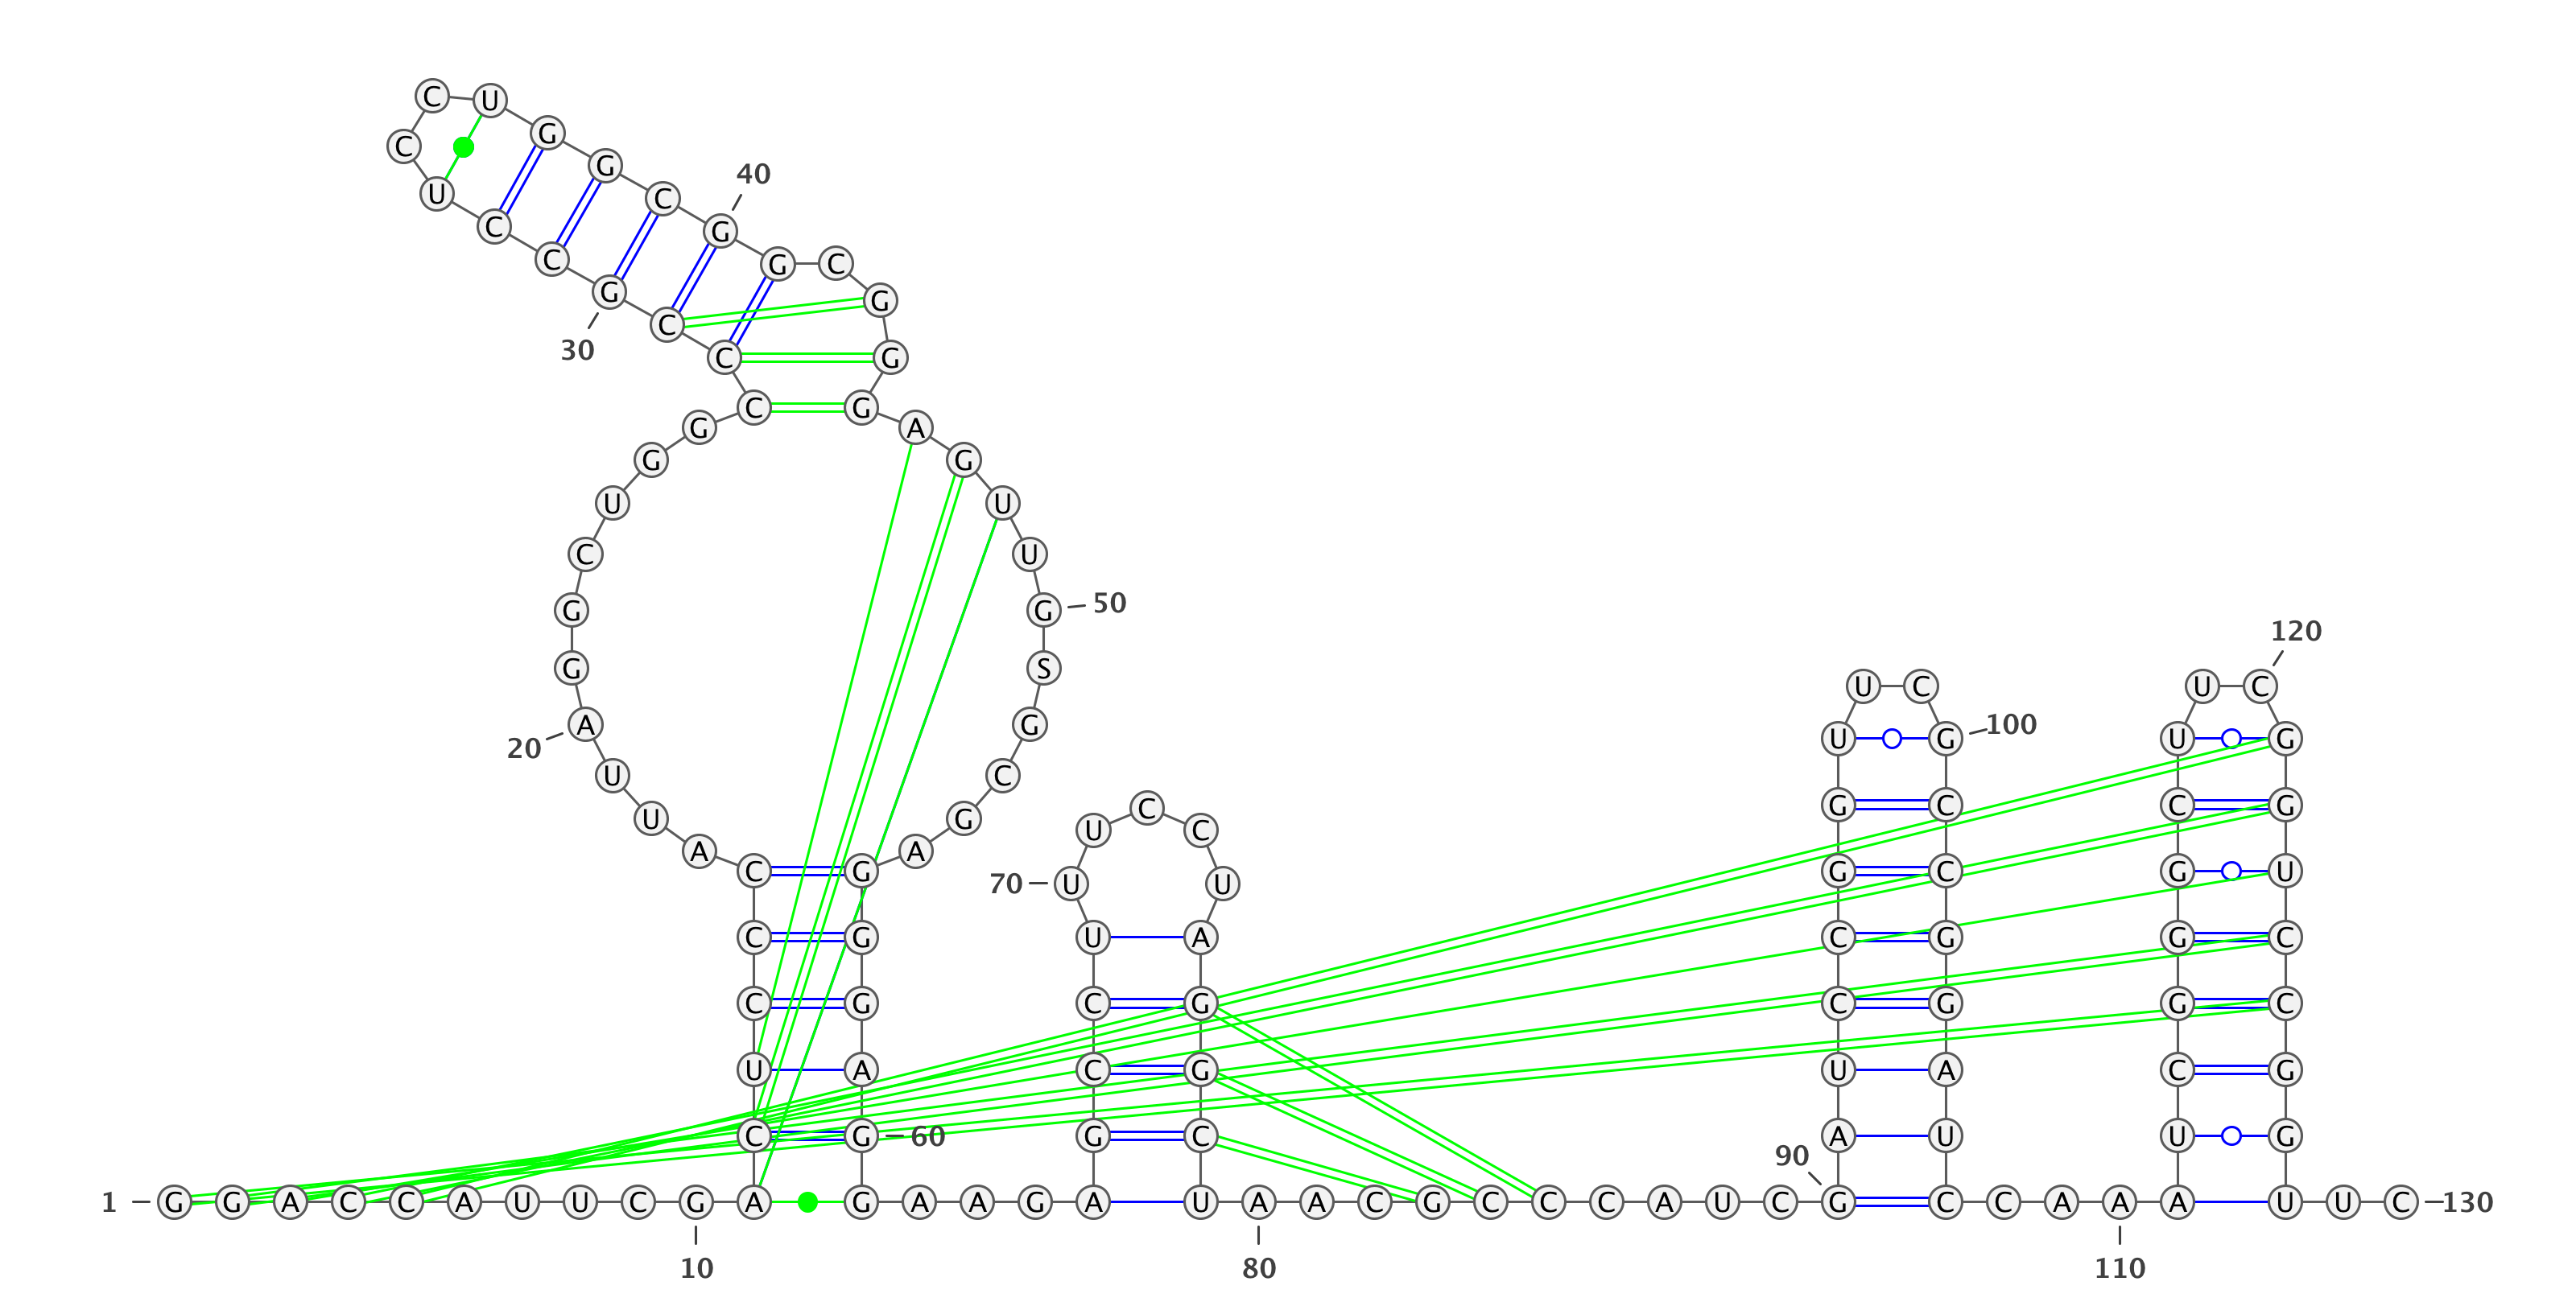 C U
G
C G
40
U C
C G
C G C
G G
C
30 C G
C G
G A
G G
U U
C U
G G 50
120
G S
U C U C
20 A G 100
U G U G
U C
G C C G
U C C
U G
A A
C G G C G U
70 U U
C G U A C G G C
C G C G C G G C
U A C G U A C G
C G 60 G C A U U G
90
1 G G A C C A U U C G A G A A G A U A A C G C C C A U C G C C A A A U U C 130
10 80 110